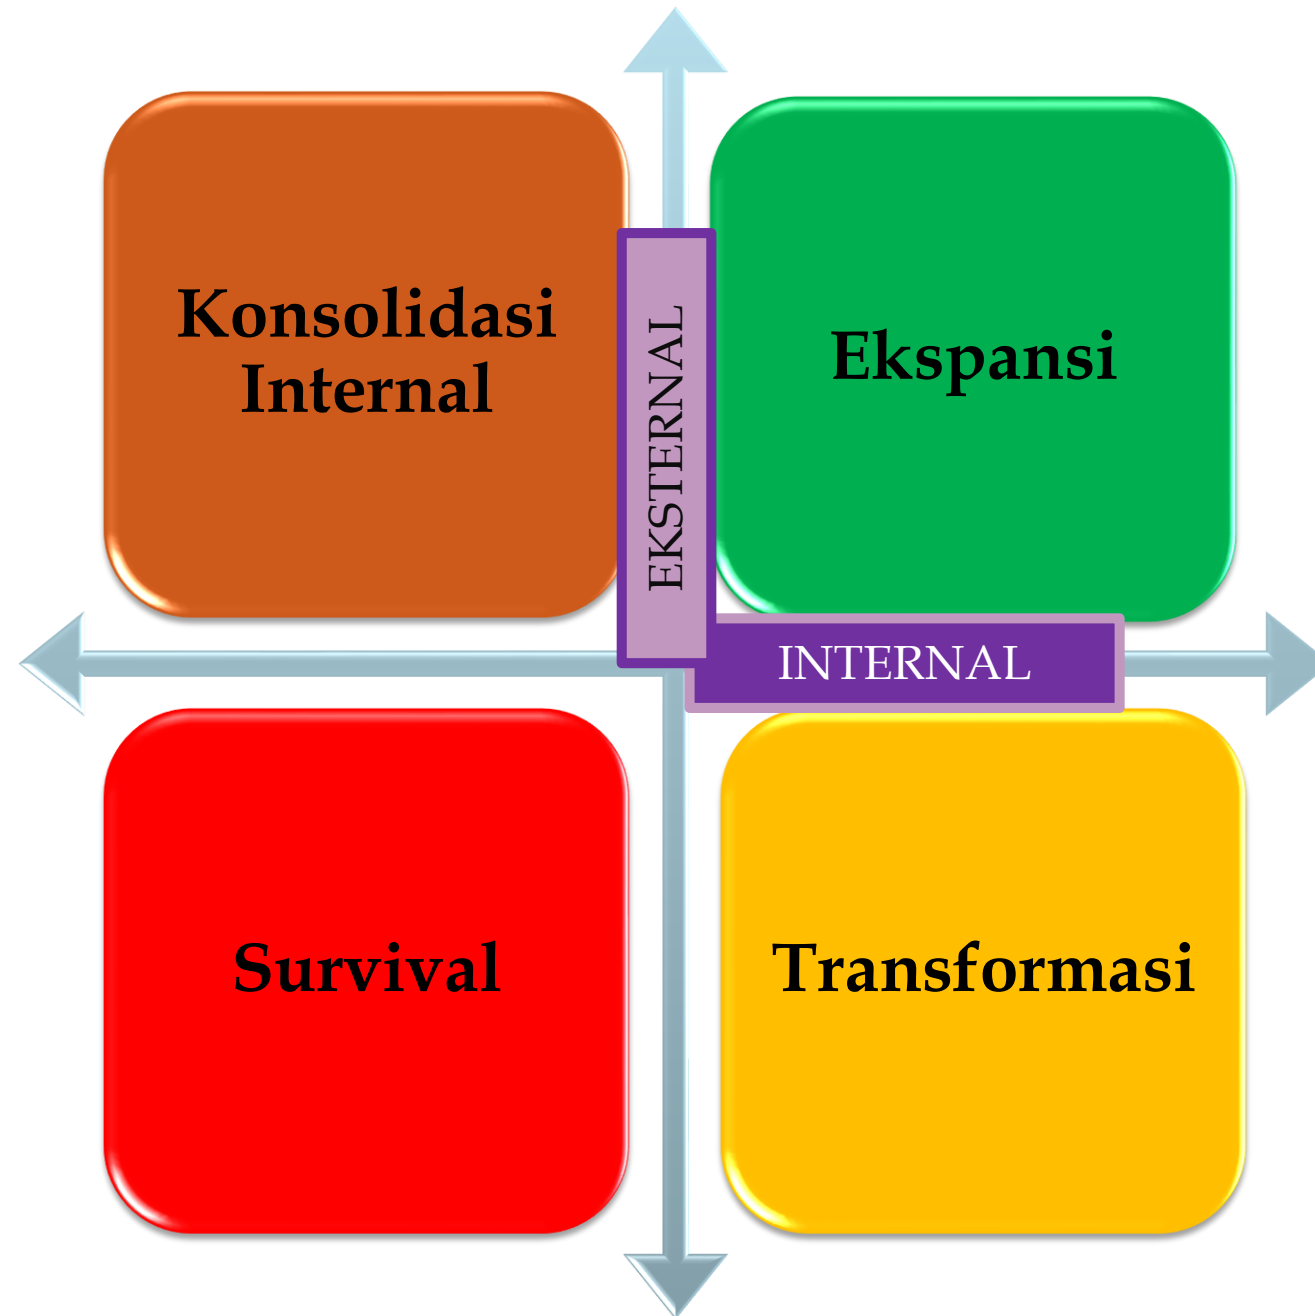 Konsolidasi
Internal
Ekspansi
EKSTERNAL
INTERNAL
Survival
Transformasi